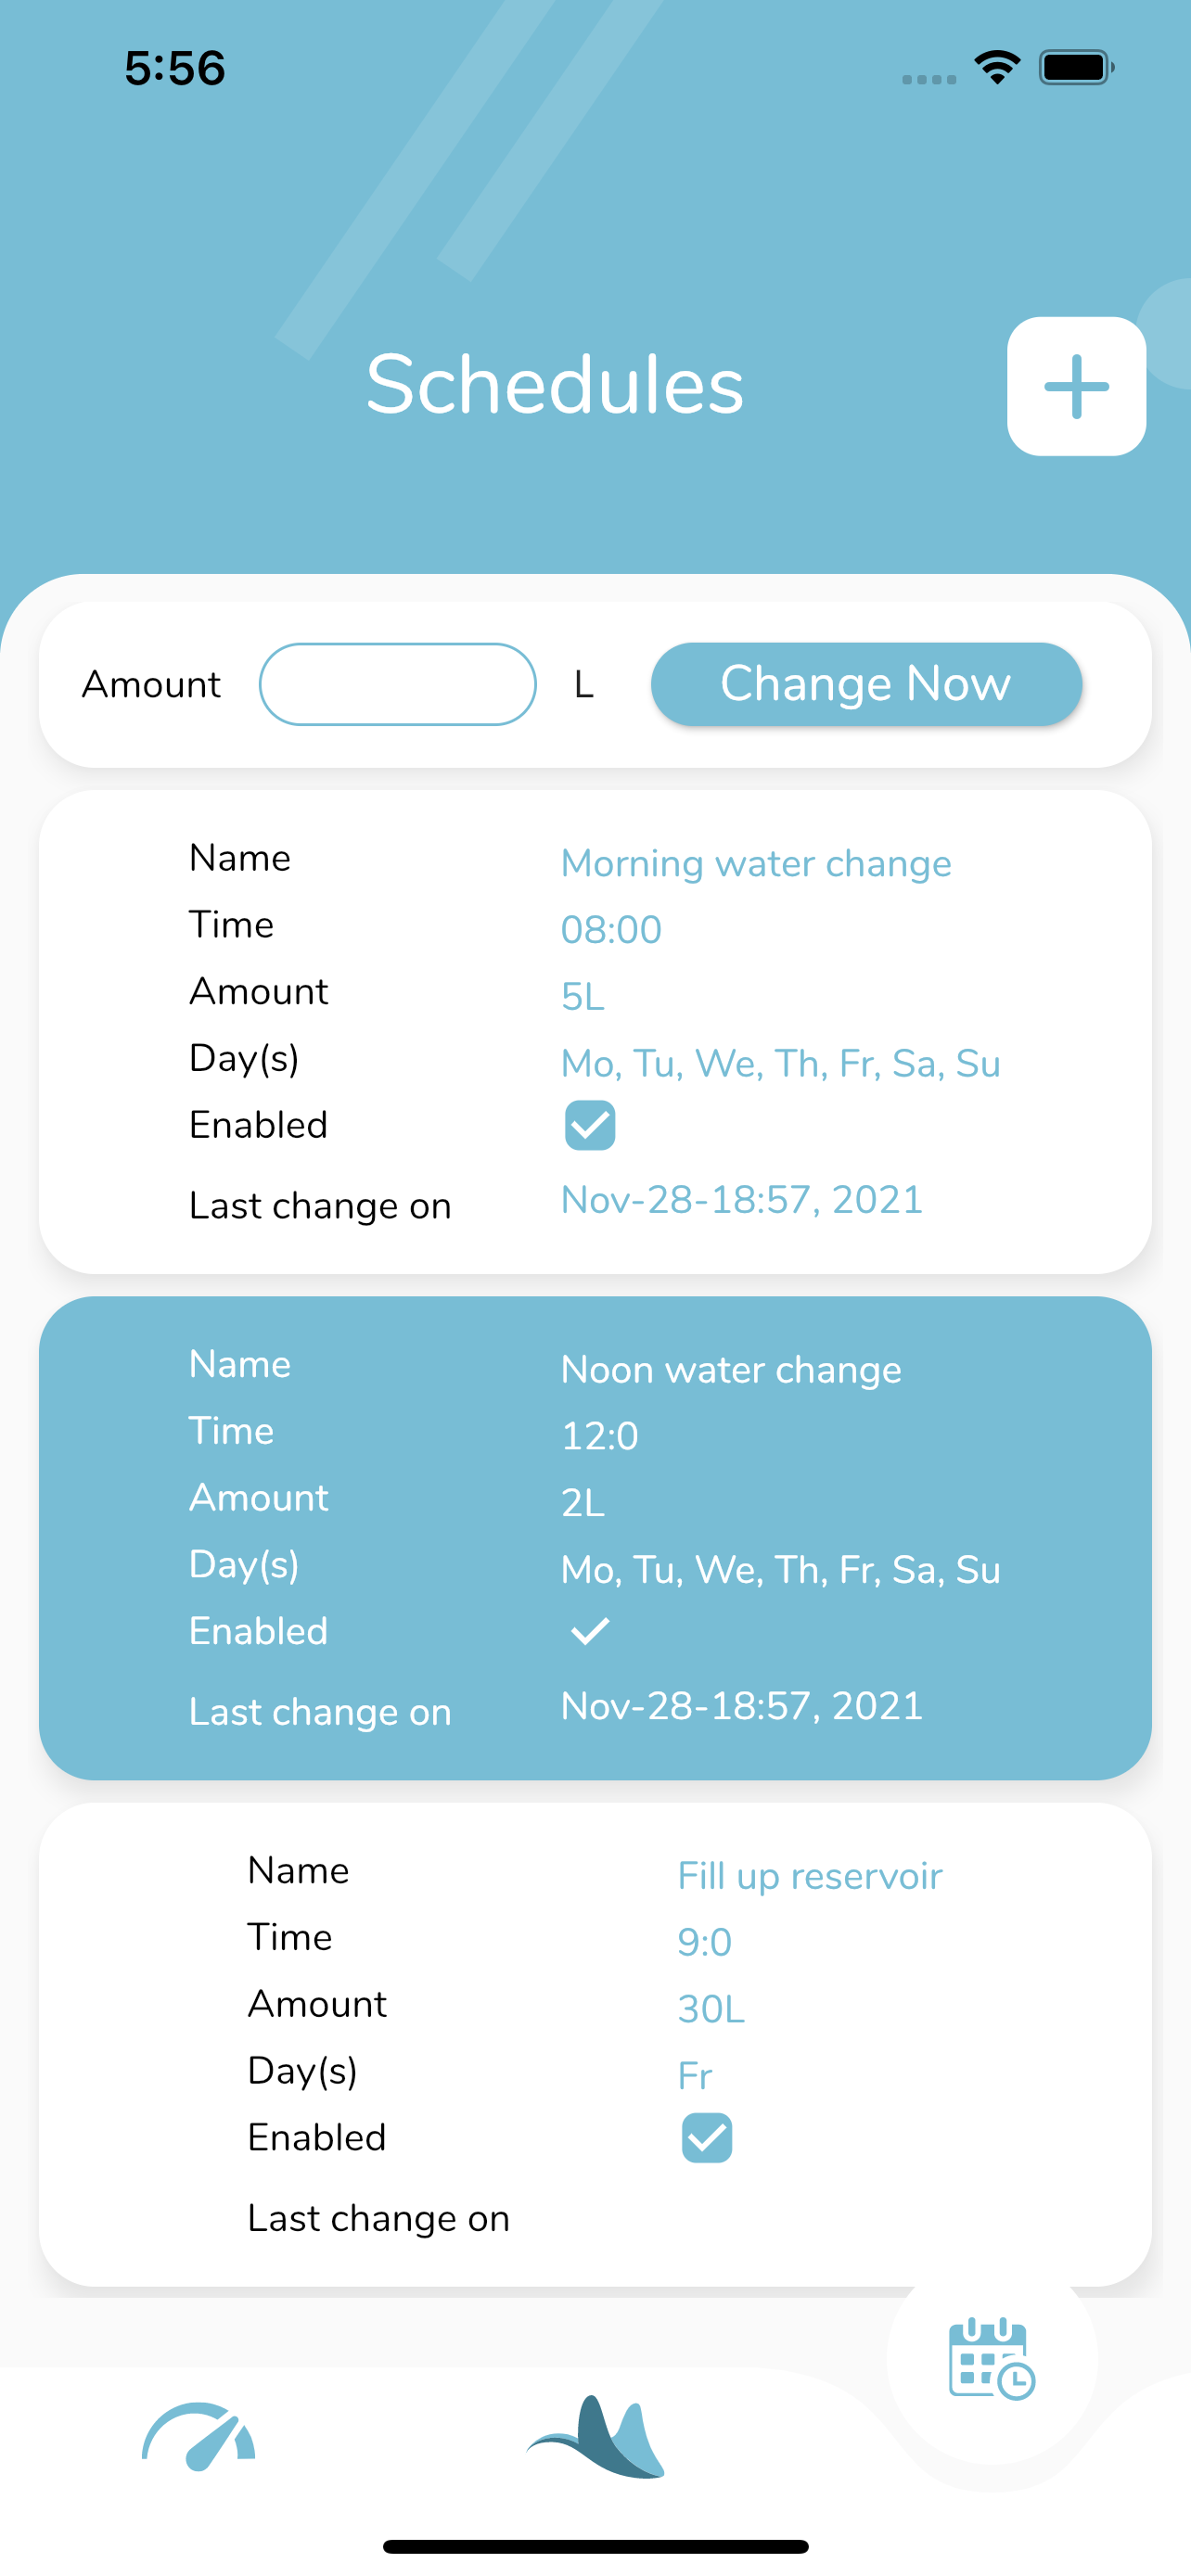 5:56
Schedules
Amount L Change Now
Name Morning water change
Time 08:00
Amount 5L
Day(s) Mo, Tu, We, Th, Fr, Sa, Su
Enabled
Last change on Nov-28-18:57, 2021
Name Noon water change
Time 12:0
Amount 2L
Day(s) Mo, Tu, We, Th, Fr, Sa, Su
Enabled
Last change on Nov-28-18:57, 2021
Name Fill up reservoir
Time 9:0
Amount 30L
Day(s) Fr
Enabled
Last change on